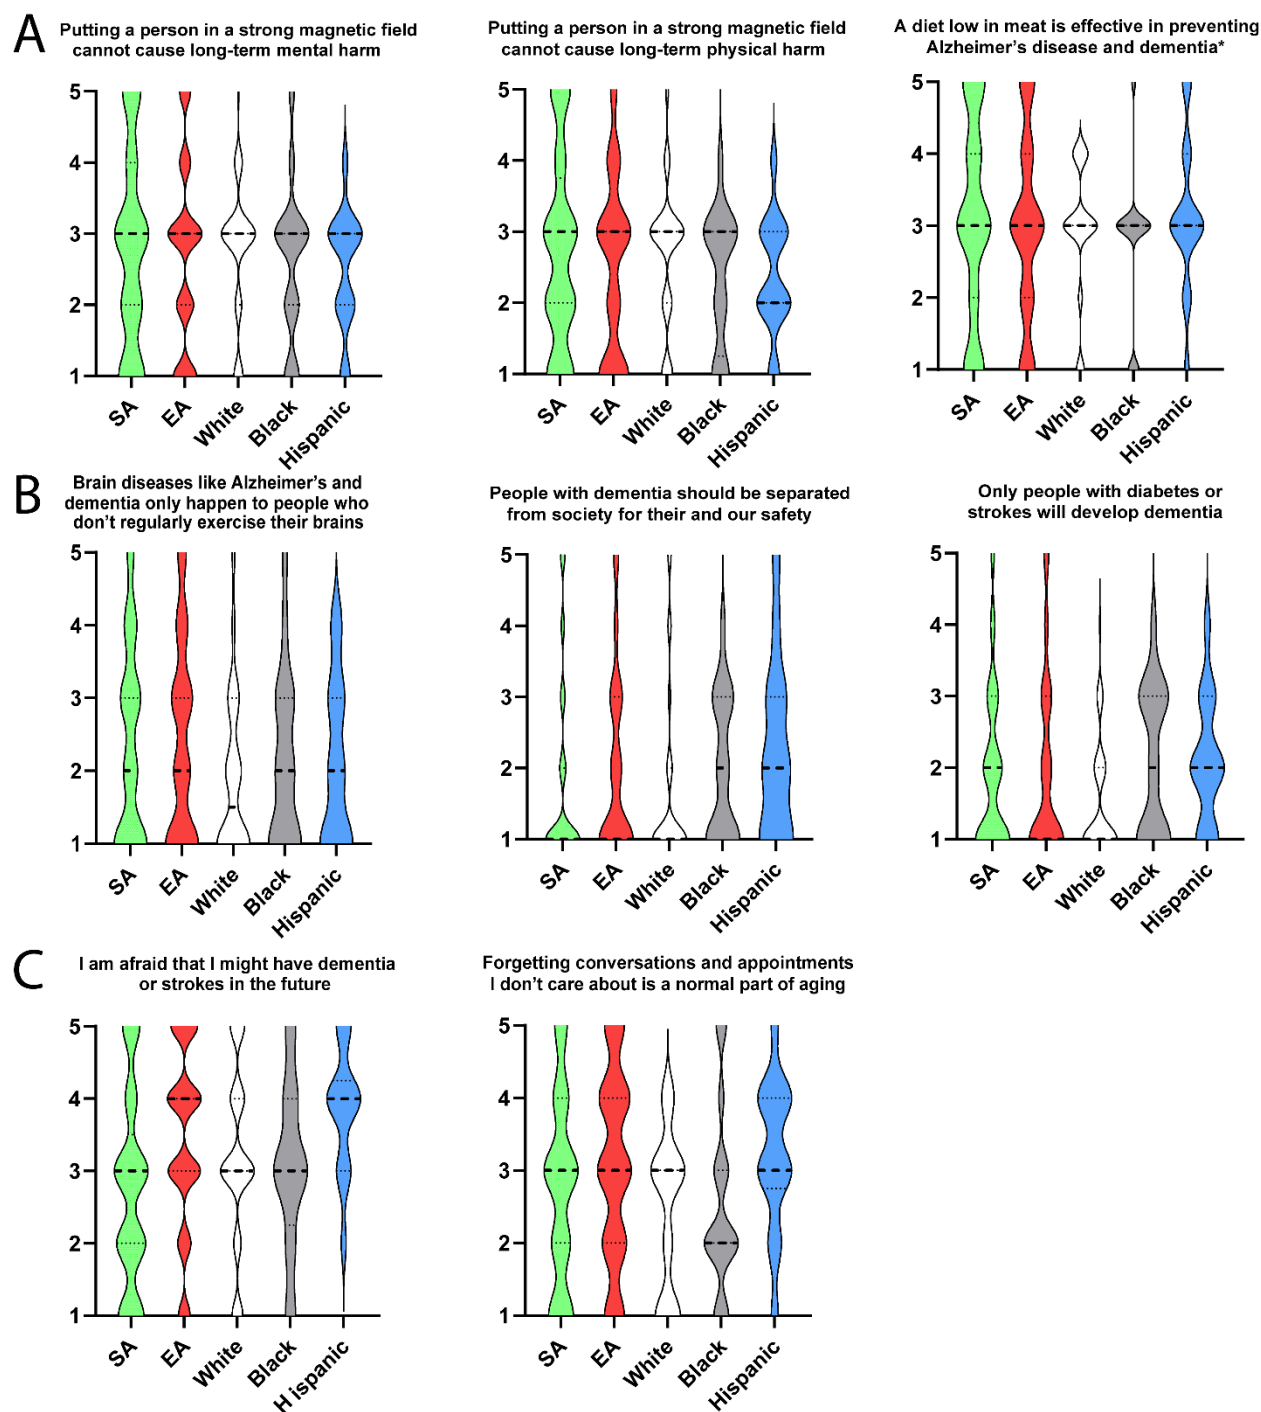 A
Putting a person in a strong magnetic field
cannot cause long-term mental harm
5
4
3
2
1
SA
EA
White
Black
Hispanic
Putting a person in a strong magnetic field
cannot cause long-term physical harm
5
4
3
2
1
SA
EA
White
Black
Hispanic
A diet low in meat is effective in preventing
Alzheimer's disease and dementia*
5
4
3
2
1
SA
EA
White
Black
Hispanic
B
Brain diseases like Alzheimer's and
dementia only happen to people who
don't regularly exercise their brains
5
4
3
2
1
SA
EA
White
Black
Hispanic
People with dementia should be separated
from society for their and our safety
5
4
3
2
1
SA
EA
White
Black
Hispanic
Only people with diabetes or
strokes will develop dementia
5
4
3
2
1
SA
EA
White
Black
Hispanic
C
I am afraid that I might have dementia
or strokes in the future
5
4
3
2
1
SA
EA
White
Black
H ispanic
Forgetting conversations and appointments
I don't care about is a normal part of aging
5
4
3
2
1
SA
EA
White
Black
Hispanic